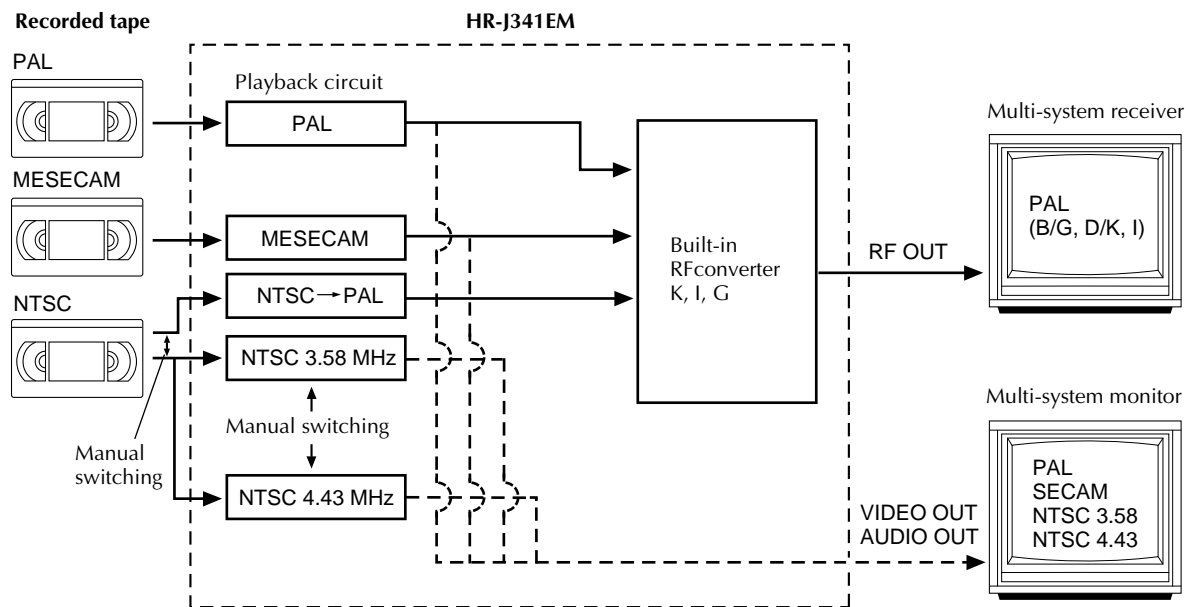 Recorded tape
HR-J341EM
PAL
Playback circuit
PAL
Multi-system receiver
MESECAM
MESECAM
PAL
(B/G, D/K, I)
Built-in
RFconverter
K, I, G
RF OUT
NTSC
NTSC→PAL
NTSC 3.58 MHz
Manual switching
Manual
switching
NTSC 4.43 MHz
Multi-system monitor
PAL
SECAM
NTSC 3.58
NTSC 4.43
VIDEO OUT
AUDIO OUT